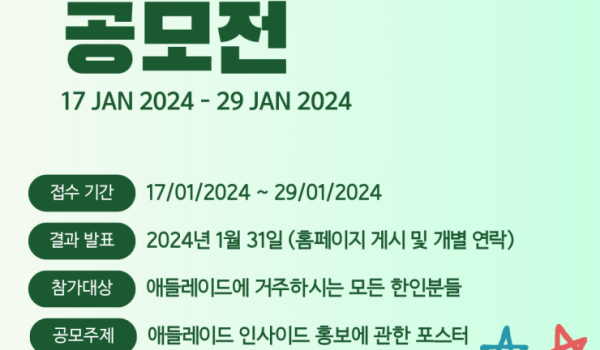 공모전
17 JAN 2024 - 29 JAN 2024
접수 기간 17/01/2024 ~ 29/01/2024
결과 발표 2024년 1월 31일 (홈페이지 게시 및 개별 연락)
참가대상 애들레이드에 거주하시는 모든 한인분들
공모주제 애들레이드 인사이드 홍보에 관한 포스터